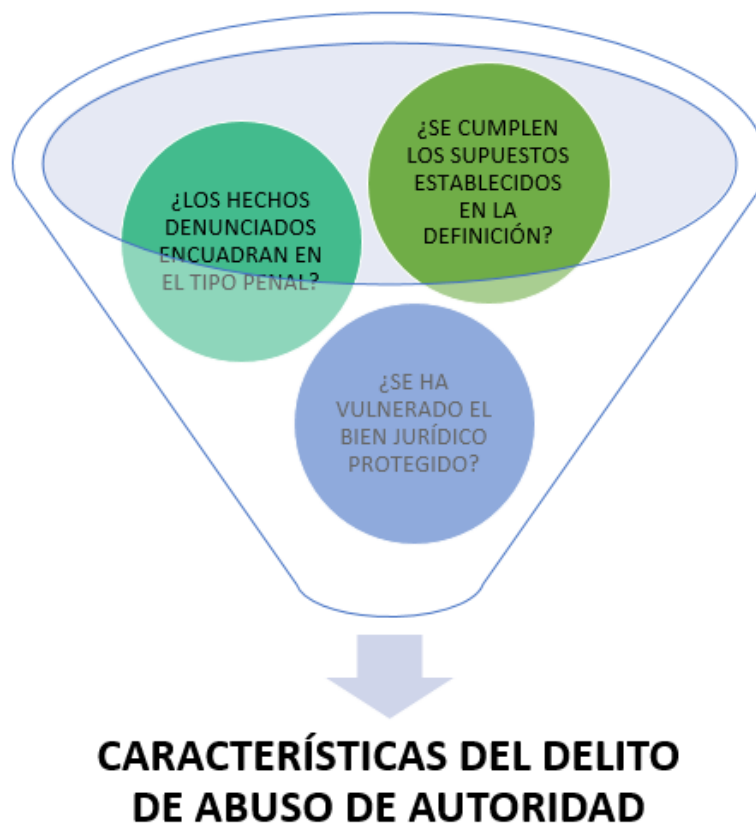 ¿SE CUMPLEN
LOS SUPUESTOS
ESTABLECIDOS
EN LA
DEFINICIÓN?
¿LOS HECHOS
DENUNCIADOS
ENCUADRAN EN
EL TIPO PENAL?
¿SE HA
VULNERADO EL
BIEN JURÍDICO
PROTEGIDO?
CARACTERÍSTICAS DEL DELITO
DE ABUSO DE AUTORIDAD